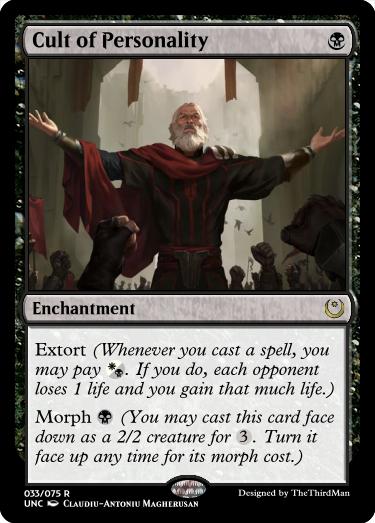 Cult of Personality
Enchantment
Extort (Whenever you cast a spell, you
may pay . If you do, each opponent
loses 1 life and you gain that much life.)
Morph (You may cast this card face
down as a 2/2 creature for 3. Turn it
face up any time for its morph cost.)
033/075 R
Designed by TheThirdMan
UNC Claudiu-Antoniu Magherusan